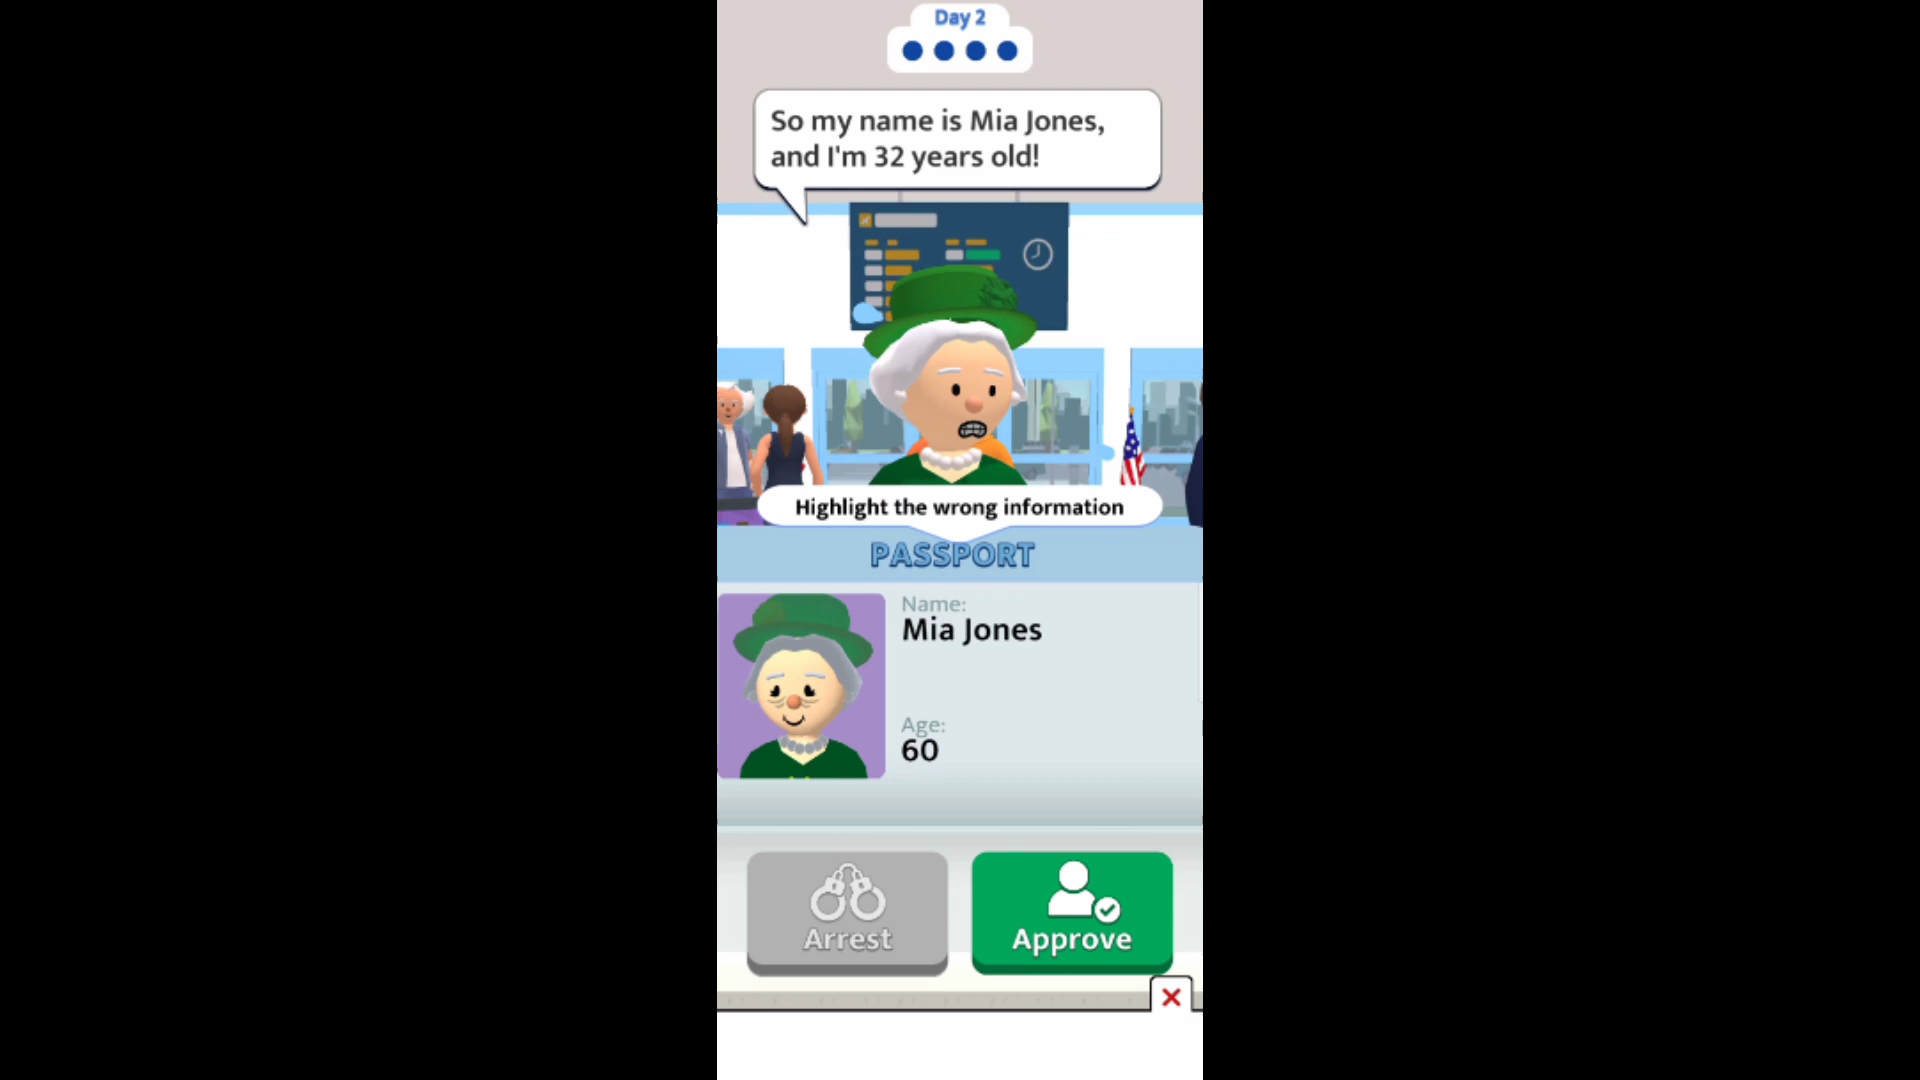 Day 2
So my name is Mia Jones,
and I'm 32 years old!
Highlight the wrong information
PASSPORT
Name:
Mia Jones
Age:
60
Arrest
Approve